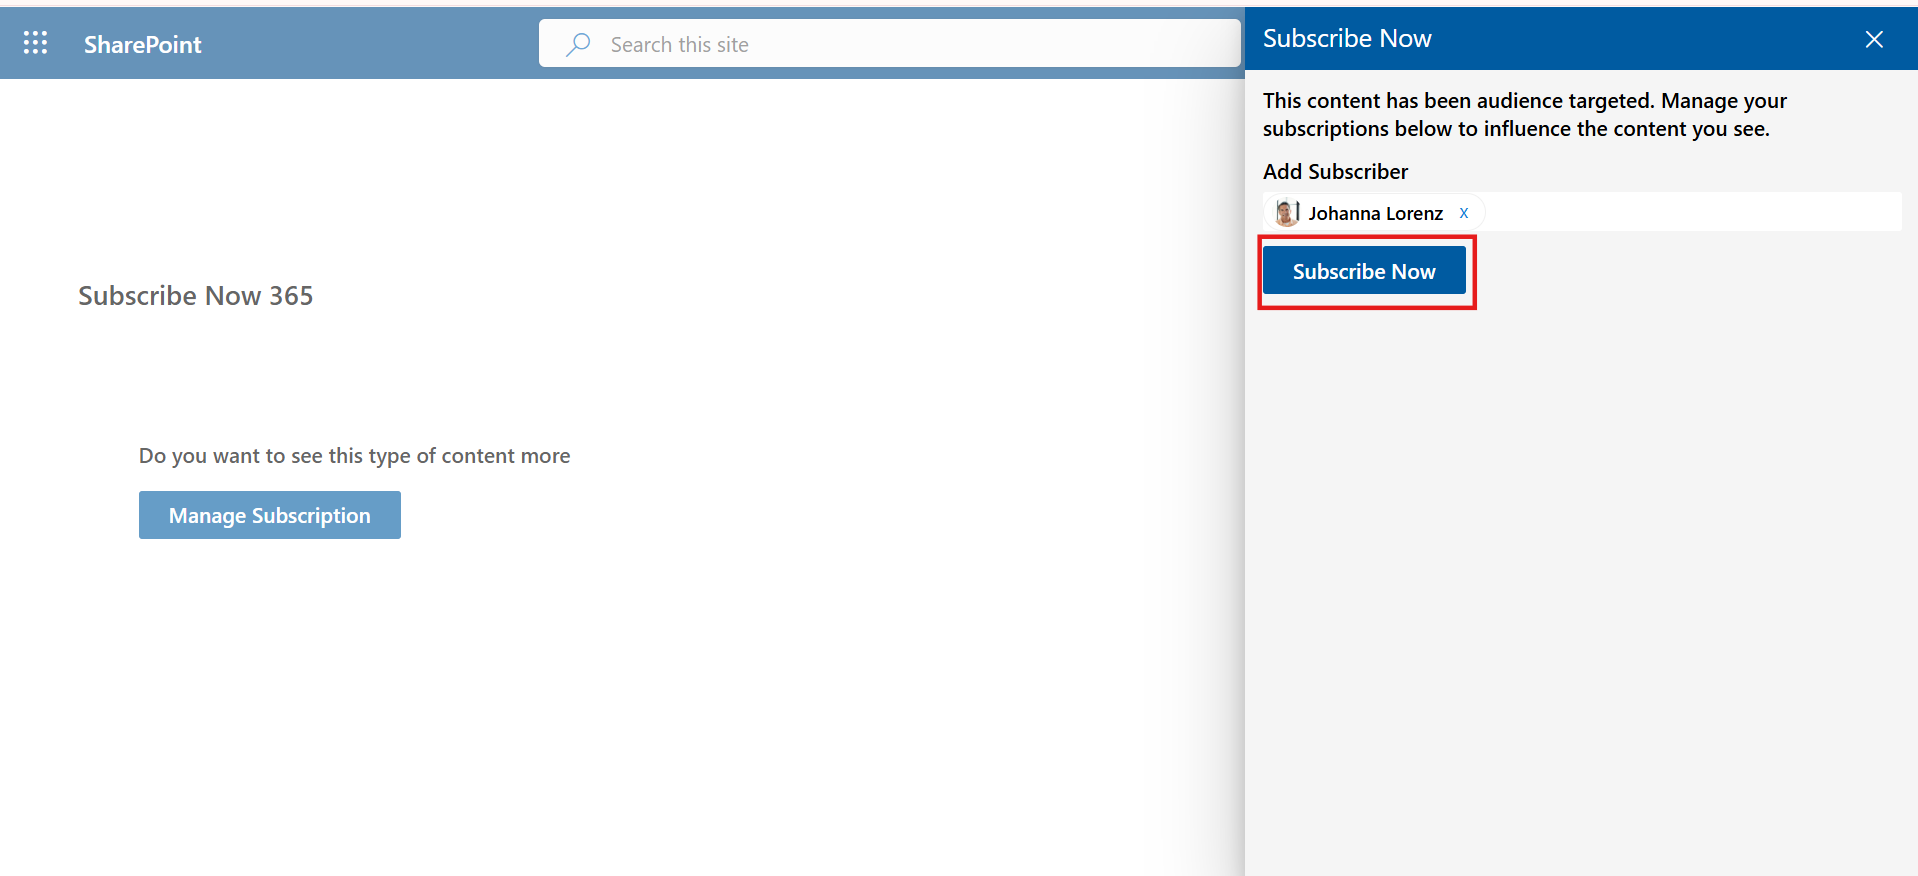 SharePoint
Search this site
Subscribe Now
This content has been audience targeted. Manage your
subscriptions below to influence the content you see.
Add Subscriber
Johanna Lorenz x
Subscribe Now
Subscribe Now 365
Do you want to see this type of content more
Manage Subscription